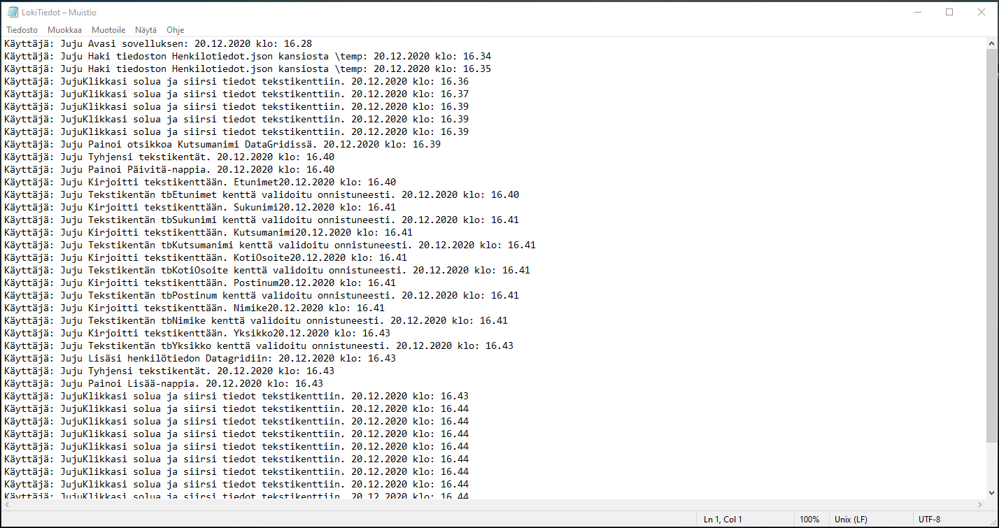 LokiTiedot – Muistio
Tiedosto Muokkaa Muotoile Näytä Ohje
Käyttäjä: Juju Avasi sovelluksen: 20.12.2020 klo: 16.28
Käyttäjä: Juju Haki tiedoston Henkilotiedot.json kansiosta \temp: 20.12.2020 klo: 16.34
Käyttäjä: Juju Haki tiedoston Henkilotiedot.json kansiosta \temp: 20.12.2020 klo: 16.35
Käyttäjä: JujuKlikkasi solua ja siirsi tiedot tekstikenttiin. 20.12.2020 klo: 16.36
Käyttäjä: JujuKlikkasi solua ja siirsi tiedot tekstikenttiin. 20.12.2020 klo: 16.37
Käyttäjä: JujuKlikkasi solua ja siirsi tiedot tekstikenttiin. 20.12.2020 klo: 16.39
Käyttäjä: JujuKlikkasi solua ja siirsi tiedot tekstikenttiin. 20.12.2020 klo: 16.39
Käyttäjä: JujuKlikkasi solua ja siirsi tiedot tekstikenttiin. 20.12.2020 klo: 16.39
Käyttäjä: Juju Painoi otsikkoa Kutsumanimi DataGridissä. 20.12.2020 klo: 16.39
Käyttäjä: Juju Tyhjensi tekstikentät. 20.12.2020 klo: 16.40
Käyttäjä: Juju Painoi Päivitä-nappia. 20.12.2020 klo: 16.40
Käyttäjä: Juju Kirjoitti tekstikenttään. Etunimet20.12.2020 klo: 16.40
Käyttäjä: Juju Tekstikentän tbEtunimet kenttä validoitu onnistuneesti. 20.12.2020 klo: 16.40
Käyttäjä: Juju Kirjoitti tekstikenttään. Sukunimi20.12.2020 klo: 16.41
Käyttäjä: Juju Tekstikentän tbSukunimi kenttä validoitu onnistuneesti. 20.12.2020 klo: 16.41
Käyttäjä: Juju Kirjoitti tekstikenttään. Kutsumanimi20.12.2020 klo: 16.41
Käyttäjä: Juju Tekstikentän tbKutsumanimi kenttä validoitu onnistuneesti. 20.12.2020 klo: 16.41
Käyttäjä: Juju Kirjoitti tekstikenttään. KotiOsoite20.12.2020 klo: 16.41
Käyttäjä: Juju Tekstikentän tbKotiOsoite kenttä validoitu onnistuneesti. 20.12.2020 klo: 16.41
Käyttäjä: Juju Kirjoitti tekstikenttään. Postinum20.12.2020 klo: 16.41
Käyttäjä: Juju Tekstikentän tbPostinum kenttä validoitu onnistuneesti. 20.12.2020 klo: 16.41
Käyttäjä: Juju Kirjoitti tekstikenttään. Nimike20.12.2020 klo: 16.41
Käyttäjä: Juju Tekstikentän tbNimike kenttä validoitu onnistuneesti. 20.12.2020 klo: 16.41
Käyttäjä: Juju Kirjoitti tekstikenttään. Yksikko20.12.2020 klo: 16.43
Käyttäjä: Juju Tekstikentän tbYksikko kenttä validoitu onnistuneesti. 20.12.2020 klo: 16.43
Käyttäjä: Juju Lisäsi henkilötiedon Datagridiin: 20.12.2020 klo: 16.43
Käyttäjä: Juju Tyhjensi tekstikentät. 20.12.2020 klo: 16.43
Käyttäjä: Juju Painoi Lisää-nappia. 20.12.2020 klo: 16.43
Käyttäjä: JujuKlikkasi solua ja siirsi tiedot tekstikenttiin. 20.12.2020 klo: 16.43
Käyttäjä: JujuKlikkasi solua ja siirsi tiedot tekstikenttiin. 20.12.2020 klo: 16.44
Käyttäjä: JujuKlikkasi solua ja siirsi tiedot tekstikenttiin. 20.12.2020 klo: 16.44
Käyttäjä: JujuKlikkasi solua ja siirsi tiedot tekstikenttiin. 20.12.2020 klo: 16.44
Käyttäjä: JujuKlikkasi solua ja siirsi tiedot tekstikenttiin. 20.12.2020 klo: 16.44
Käyttäjä: JujuKlikkasi solua ja siirsi tiedot tekstikenttiin. 20.12.2020 klo: 16.44
Käyttäjä: JujuKlikkasi solua ja siirsi tiedot tekstikenttiin. 20.12.2020 klo: 16.44
Käyttäjä: JujuKlikkasi solua ja siirsi tiedot tekstikenttiin. 20.12.2020 klo: 16.44
Käyttäjä: JujuKlikkasi solua ja siirsi tiedot tekstikenttiin. 20.12.2020 klo: 16.44
Ln 1, Col 1 100% Unix (LF) UTF-8